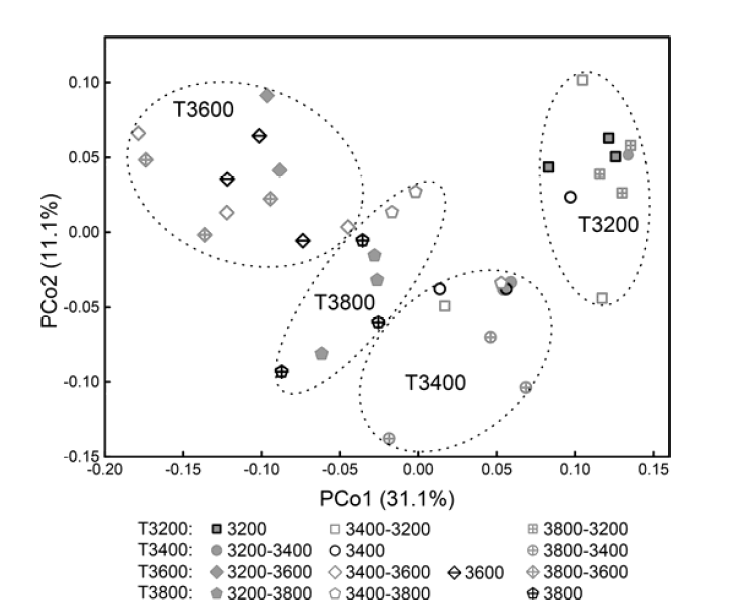 0.10
T3600
0.05
T3200
0.00
PCo2 (11.1%)
T3800
-0.05
T3400
-0.10
-0.15
-0.20 -0.15 -0.10 -0.05 0.00 0.05 0.10 0.15
PCo1 (31.1%)
T3200: 3200 3400-3200 3800-3200
T3400: 3200-3400 3400 3800-3400
T3600: 3200-3600 3400-3600 3600 3800-3600
T3800: 3200-3800 3400-3800 3800